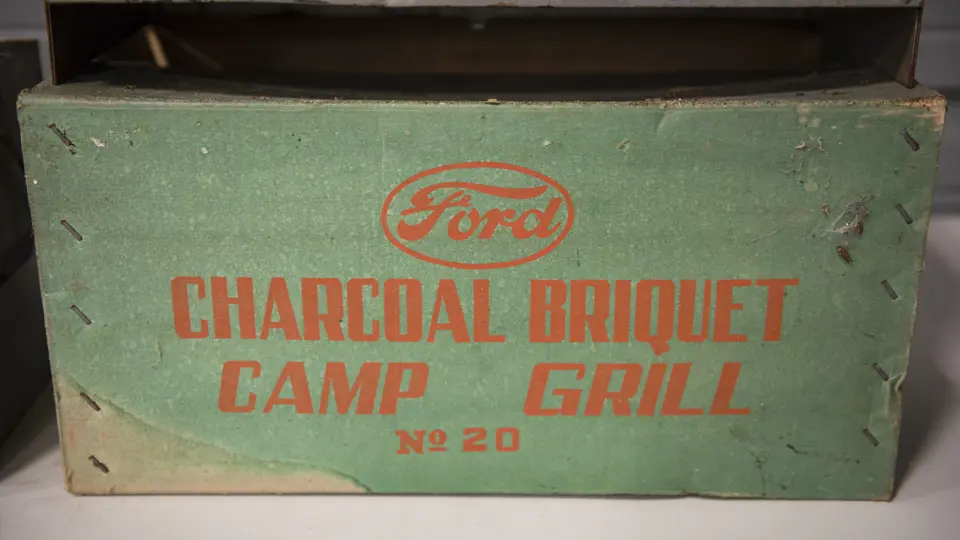 Ford
CHARCOAL BRIQUET
CAMP GRILL
Nº 20